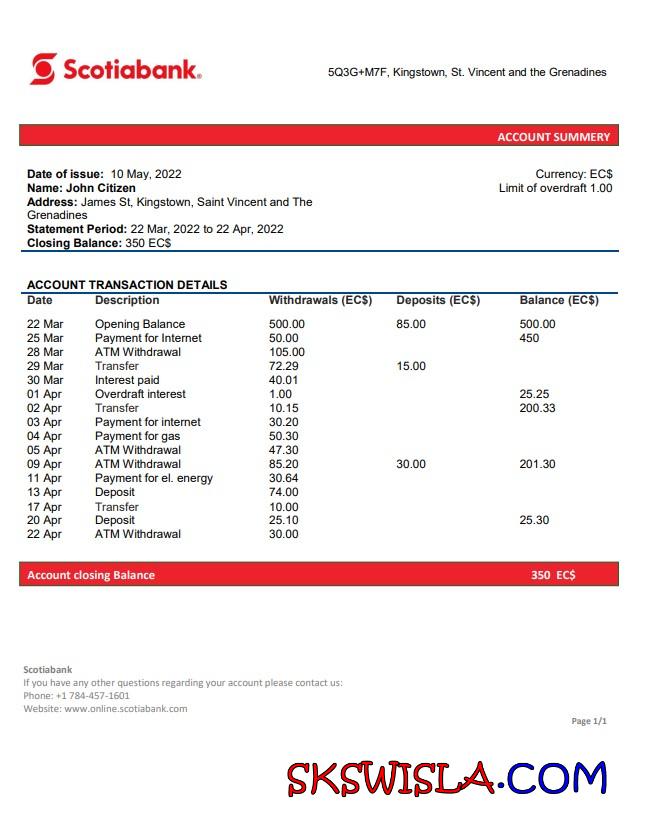 Scotiabank®
5Q3G+M7F, Kingstown, St. Vincent and the Grenadines
ACCOUNT SUMMERY
Date of issue: 10 May, 2022
Currency: EC$
Name: John Citizen
Limit of overdraft 1.00
Address: James St, Kingstown, Saint Vincent and The
Grenadines
Statement Period: 22 Mar, 2022 to 22 Apr, 2022
Closing Balance: 350 EC$
ACCOUNT TRANSACTION DETAILS
Date Description Withdrawals (EC$) Deposits (EC$) Balance (EC$)
22 Mar Opening Balance 500.00 85.00 500.00
25 Mar Payment for Internet 50.00 450
28 Mar ATM Withdrawal 105.00
29 Mar Transfer 72.29 15.00
30 Mar Interest paid 40.01
01 Apr Overdraft interest 1.00 25.25
02 Apr Transfer 10.15 200.33
03 Apr Payment for internet 30.20
04 Apr Payment for gas 50.30
05 Apr ATM Withdrawal 47.30
09 Apr ATM Withdrawal 85.20 30.00 201.30
11 Apr Payment for el. energy 30.64
13 Apr Deposit 74.00
17 Apr Transfer 10.00
20 Apr Deposit 25.10 25.30
22 Apr ATM Withdrawal 30.00
Account closing Balance 350 EC$
Scotiabank
If you have any other questions regarding your account please contact us:
Phone: +1 784-457-1601
Website: www.online.scotiabank.com
Page 1/1
SKSWISLA.COM